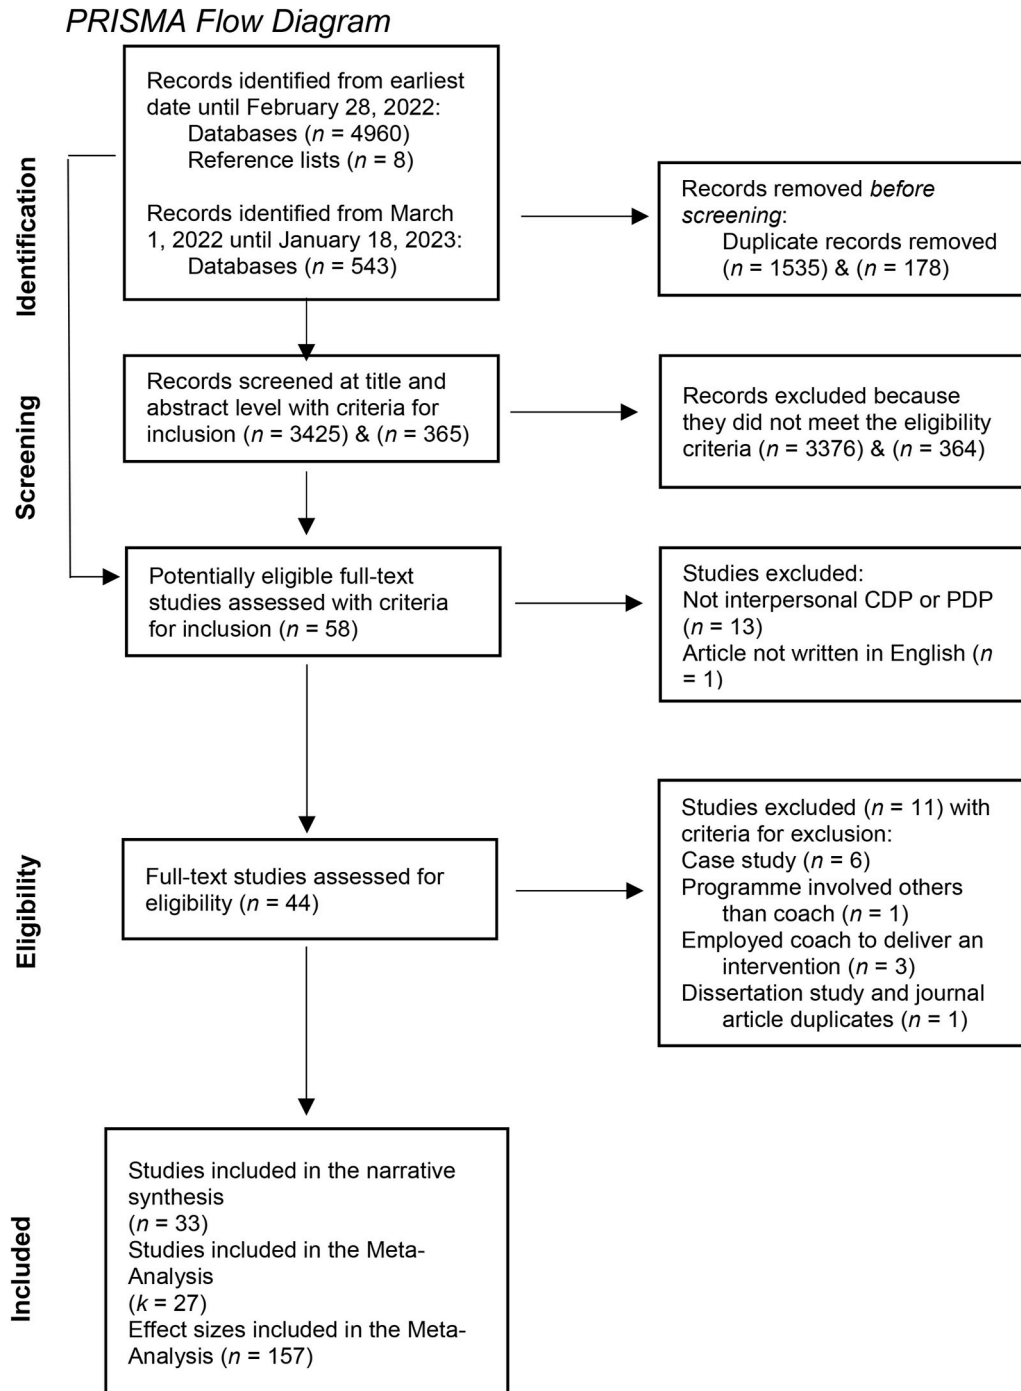 PRISMA Flow Diagram
Identification
Records identified from earliest
date until February 28, 2022:
Databases (n = 4960)
Reference lists (n = 8)
Records identified from March
1, 2022 until January 18, 2023:
Databases (n = 543)
Records removed before
screening:
Duplicate records removed
(n = 1535) & (n = 178)
Screening
Records screened at title and
abstract level with criteria for
inclusion (n = 3425) & (n = 365)
Records excluded because
they did not meet the eligibility
criteria (n = 3376) & (n = 364)
Potentially eligible full-text
studies assessed with criteria
for inclusion (n = 58)
Studies excluded:
Not interpersonal CDP or PDP
(n = 13)
Article not written in English (n
= 1)
Eligibility
Full-text studies assessed for
eligibility (n = 44)
Studies excluded (n = 11) with
criteria for exclusion:
Case study (n = 6)
Programme involved others
than coach (n = 1)
Employed coach to deliver an
intervention (n = 3)
Dissertation study and journal
article duplicates (n = 1)
Included
Studies included in the narrative
synthesis
(n = 33)
Studies included in the Meta-
Analysis
(k = 27)
Effect sizes included in the Meta-
Analysis (n = 157)